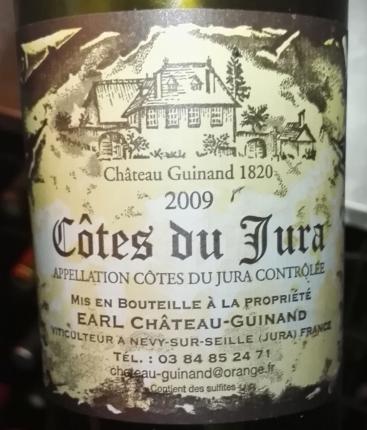 Château Guinand 1820
2009
Côtes du Jura
APPELLATION CÔTES DU JURA CONTRÔLÉE
MIS EN BOUTEILLE À LA PROPRIÉTÉ
EARL CHÂTEAU-GUINAND
VITICULTEUR A NEVY-SUR-SEILLE (JURA) FRANCE
TÉL. : 03 84 85 24 71
chateau-guinand@orange.fr
Contient des sulfites